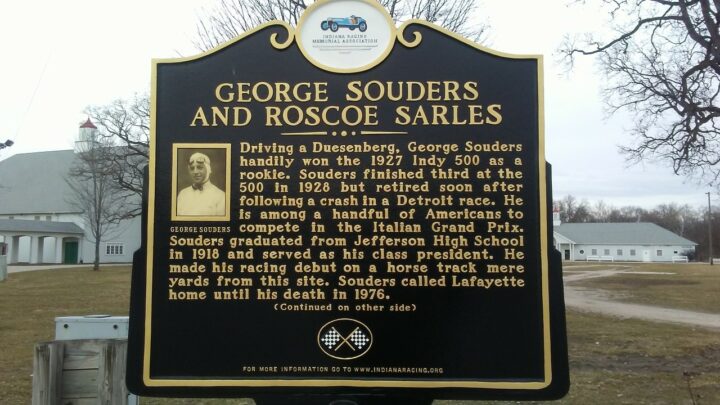 INDIANA RACING
MEMORIAL ASSOCIATION
GEORGE SOUDERS
AND ROSCOE SARLES
Driving a Duesenberg, George Souders
handily won the 1927 Indy 500 as a
rookie. Souders finished third at the
500 in 1928 but retired soon after
following a crash in a Detroit race. He
is among a handful of Americans to
compete in the Italian Grand Prix.
GEORGE SOUDERS
Souders graduated from Jefferson High School
in 1918 and served as his class president. He
made his racing debut on a horse track mere
yards from this site. Souders called Lafayette
home until his death in 1976.
(Continued on other side)
FOR MORE INFORMATION GO TO WWW.INDIANARACING.ORG